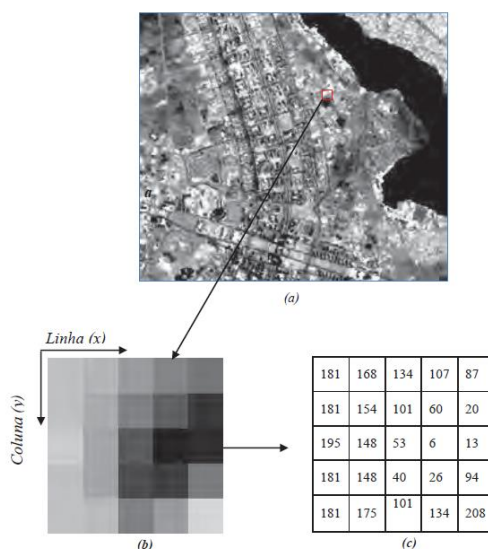 a
(a)
Linha (x)
Coluna (y)
(b)
181 168 134 107 87
181 154 101 60 20
195 148 53 6 13
181 148 40 26 94
181 175 101 134 208
(c)